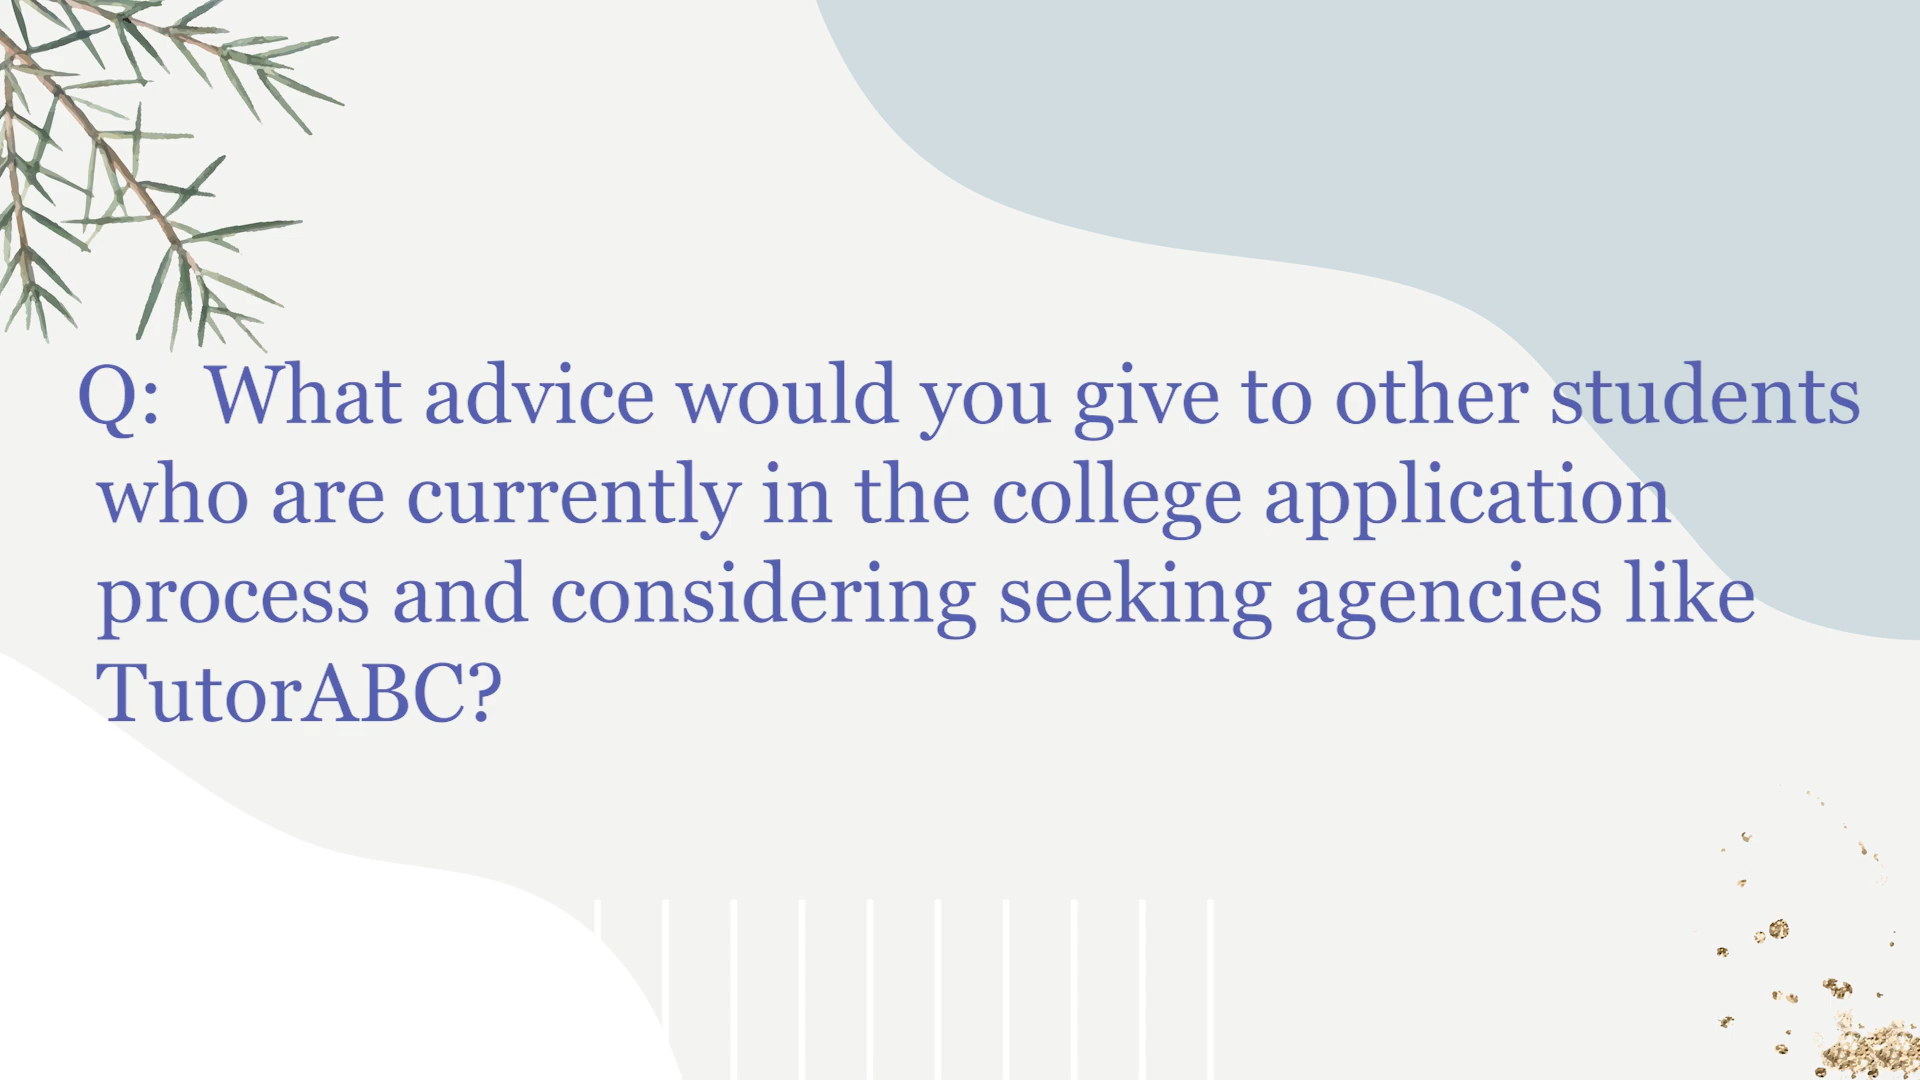 Q: What advice would you give to other students
who are currently in the college application
process and considering seeking agencies like
TutorABC?